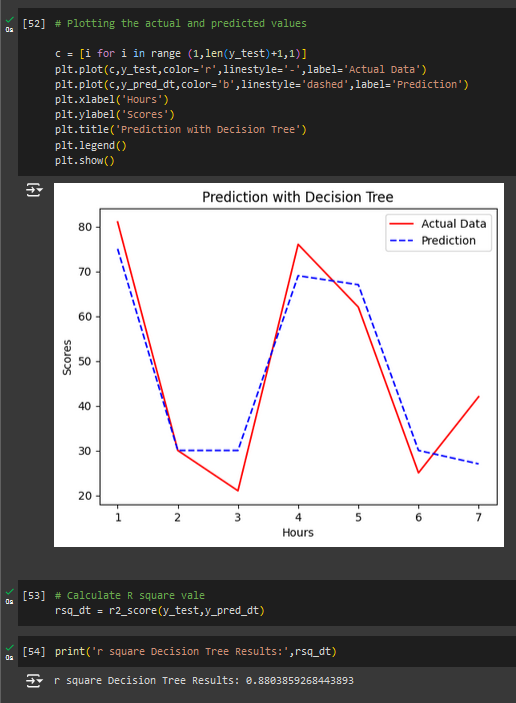 [52] # Plotting the actual and predicted values
0s
c = [i for i in range (1,len(y_test)+1,1)]
plt.plot(c,y_test,color='r',linestyle='-',label='Actual Data')
plt.plot(c,y_pred_dt,color='b',linestyle='dashed',label='Prediction')
plt.xlabel('Hours')
plt.ylabel('Scores')
plt.title('Prediction with Decision Tree')
plt.legend()
plt.show()
Prediction with Decision Tree
Actual Data
Prediction
80
70
60
50
40
30
20
Scores
1 2 3 4 5 6 7
Hours
[53] # Calculate R square vale
0s
rsq_dt = r2_score(y_test,y_pred_dt)
[54] print('r square Decision Tree Results:',rsq_dt)
0s
r square Decision Tree Results: 0.8803859268443893